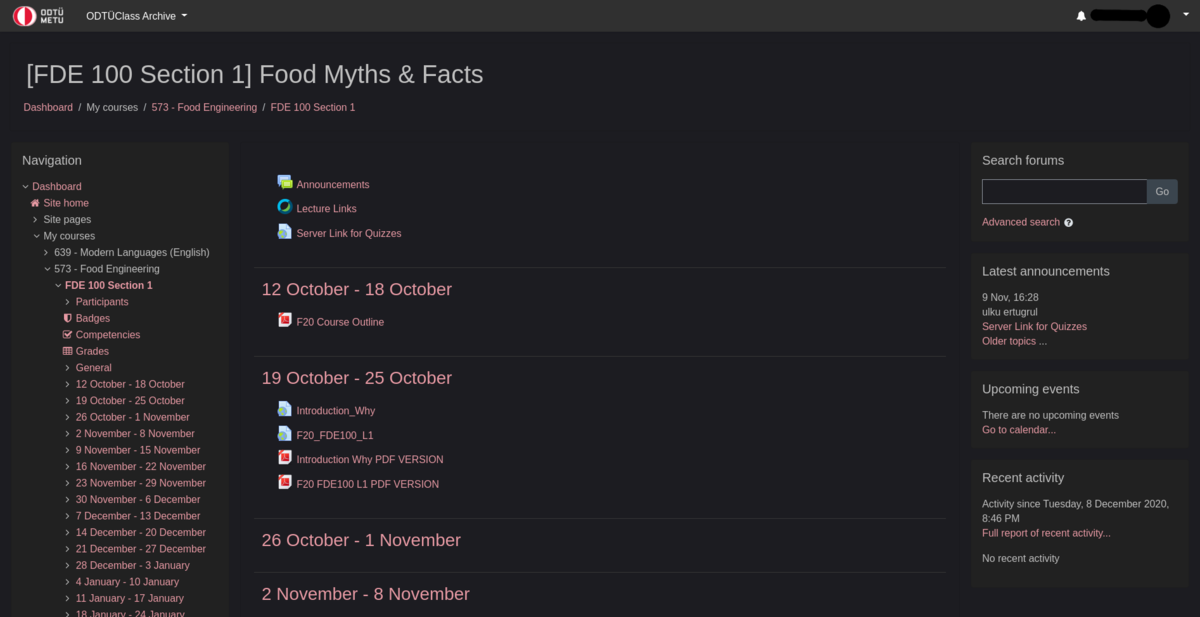 ODTÜ
METU
ODTÜClass Archive
[FDE 100 Section 1] Food Myths & Facts
Dashboard / My courses / 573 - Food Engineering / FDE 100 Section 1
Navigation
Dashboard
Site home
Site pages
My courses
639 - Modern Languages (English)
573 - Food Engineering
FDE 100 Section 1
Participants
Badges
Competencies
Grades
General
12 October - 18 October
19 October - 25 October
26 October - 1 November
2 November - 8 November
9 November - 15 November
16 November - 22 November
23 November - 29 November
30 November - 6 December
7 December - 13 December
14 December - 20 December
21 December - 27 December
28 December - 3 January
4 January - 10 January
11 January - 17 January
18 January - 24 January
Announcements
Lecture Links
Server Link for Quizzes
12 October - 18 October
F20 Course Outline
19 October - 25 October
Introduction_Why
F20_FDE100_L1
Introduction Why PDF VERSION
F20 FDE100 L1 PDF VERSION
26 October - 1 November
2 November - 8 November
Search forums
Go
Advanced search
Latest announcements
9 Nov, 16:28
ulku ertugrul
Server Link for Quizzes
Older topics ...
Upcoming events
There are no upcoming events
Go to calendar...
Recent activity
Activity since Tuesday, 8 December 2020,
8:46 PM
Full report of recent activity...
No recent activity